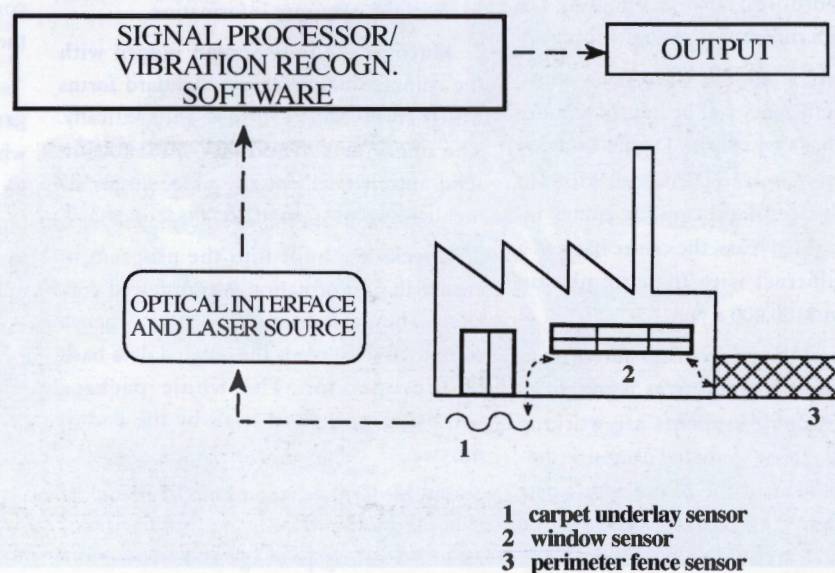 SIGNAL PROCESSOR/
VIBRATION RECOGN.
SOFTWARE
OUTPUT
OPTICAL INTERFACE
AND LASER SOURCE
1
2
3
1 carpet underlay sensor
2 window sensor
3 perimeter fence sensor